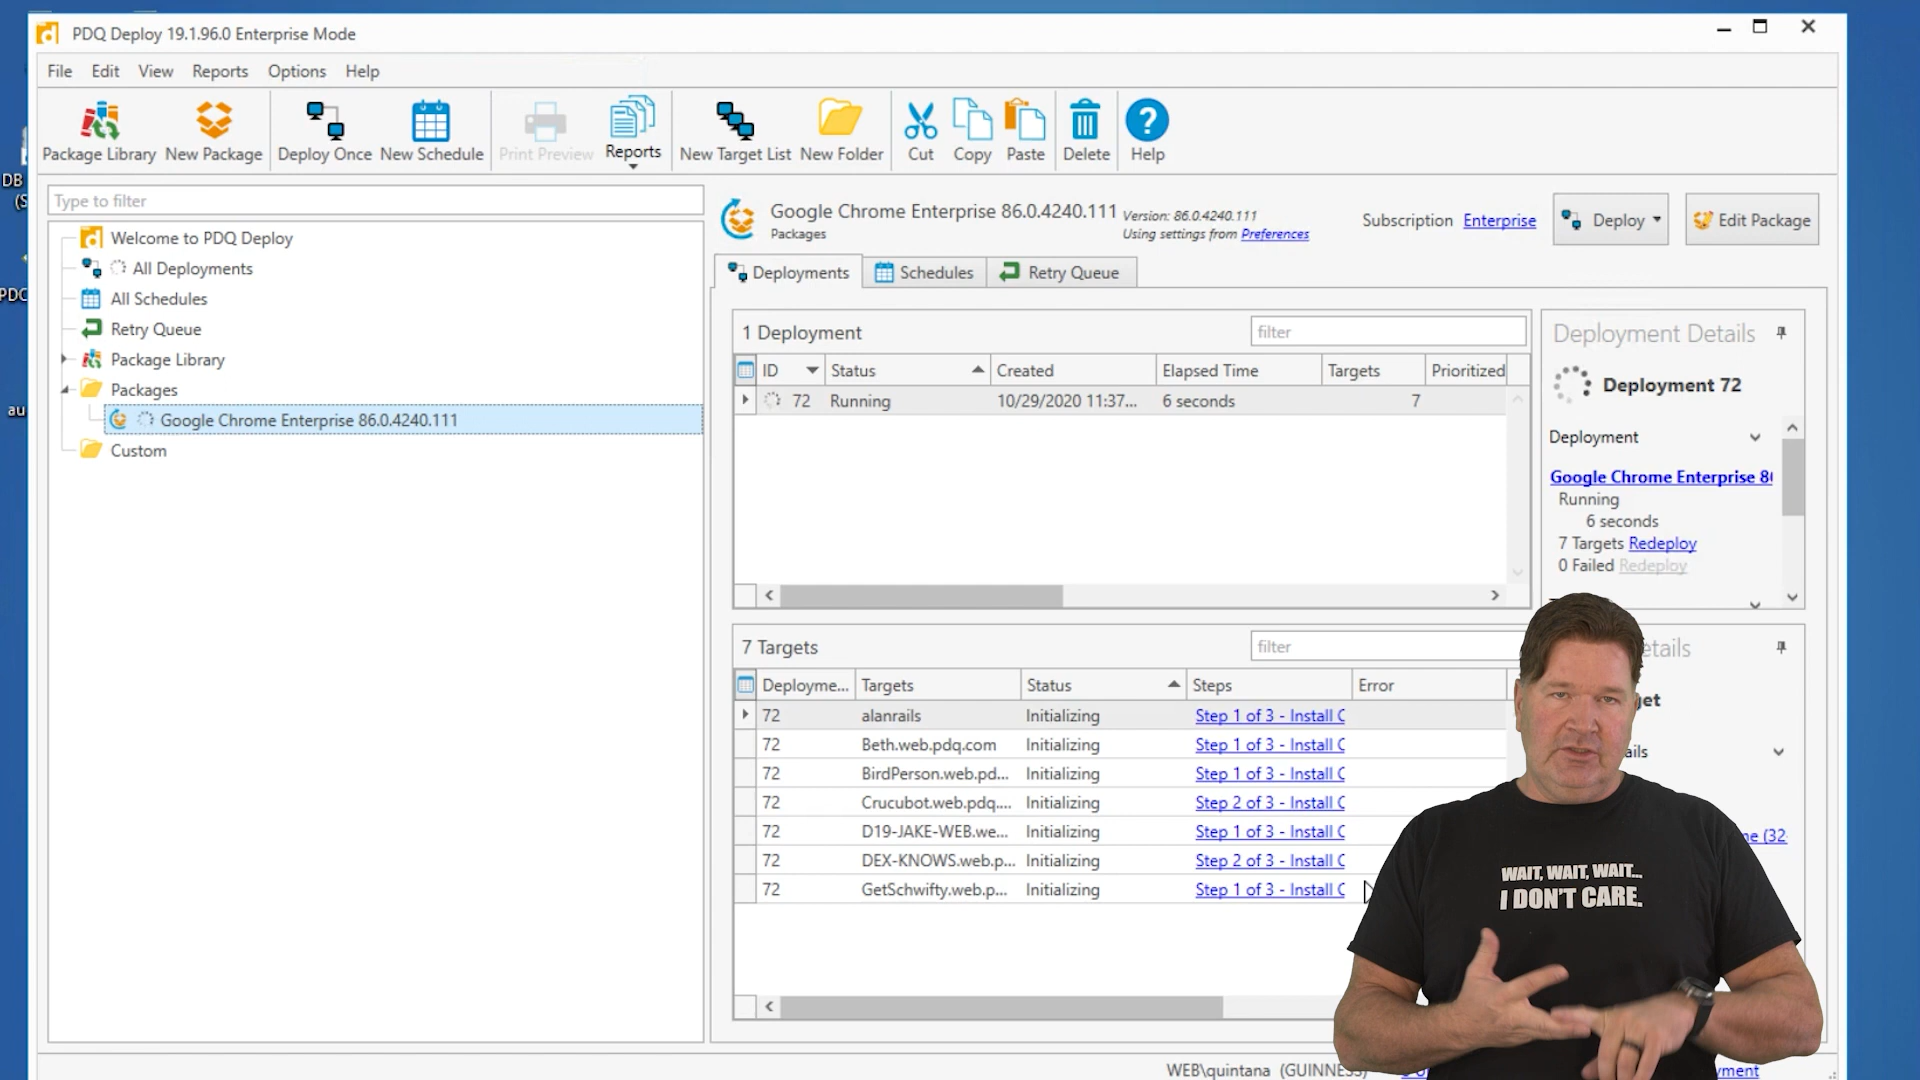 PDQ Deploy 19.1.96.0 Enterprise Mode
File Edit View Reports Options Help
Package Library New Package Deploy Once New Schedule Print Preview Reports New Target List New Folder Cut Copy Paste Delete Help
DB
(S
PDQ
au
Type to filter
Welcome to PDQ Deploy
All Deployments
All Schedules
Retry Queue
Package Library
Packages
Google Chrome Enterprise 86.0.4240.111
Custom
Google Chrome Enterprise 86.0.4240.111 Version: 86.0.4240.111
Packages Using settings from Preferences
Subscription Enterprise Deploy Edit Package
Deployments Schedules Retry Queue
1 Deployment filter
ID Status Created Elapsed Time Targets Prioritized
72 Running 10/29/2020 11:37... 6 seconds 7
Deployment Details
Deployment 72
Deployment
Google Chrome Enterprise 8
Running
6 seconds
7 Targets Redeploy
0 Failed Redeploy
7 Targets filter
Deployme... Targets Status Steps Error
72 alanrails Initializing Step 1 of 3 - Install C
72 Beth.web.pdq.com Initializing Step 1 of 3 - Install C
72 BirdPerson.web.pd... Initializing Step 1 of 3 - Install C
72 Crucubot.web.pdq.... Initializing Step 2 of 3 - Install C
72 D19-JAKE-WEB.we... Initializing Step 1 of 3 - Install C
72 DEX-KNOWS.web.p... Initializing Step 2 of 3 - Install C
72 GetSchwifty.web.p... Initializing Step 1 of 3 - Install C
etails
get
ails
me (32
WAIT, WAIT, WAIT...
I DON'T CARE.
WEB\quintana (GUINNESS)
yment